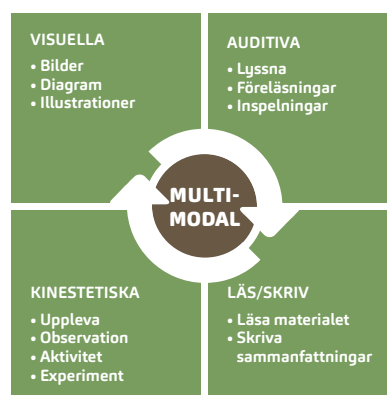 VISUELLA
• Bilder
• Diagram
• Illustrationer
AUDITIVA
• Lyssna
• Föreläsningar
• Inspelningar
MULTI-
MODAL
KINESTETISKA
• Uppleva
• Observation
• Aktivitet
• Experiment
LÄS/SKRIV
• Läsa materialet
• Skriva
sammanfattningar